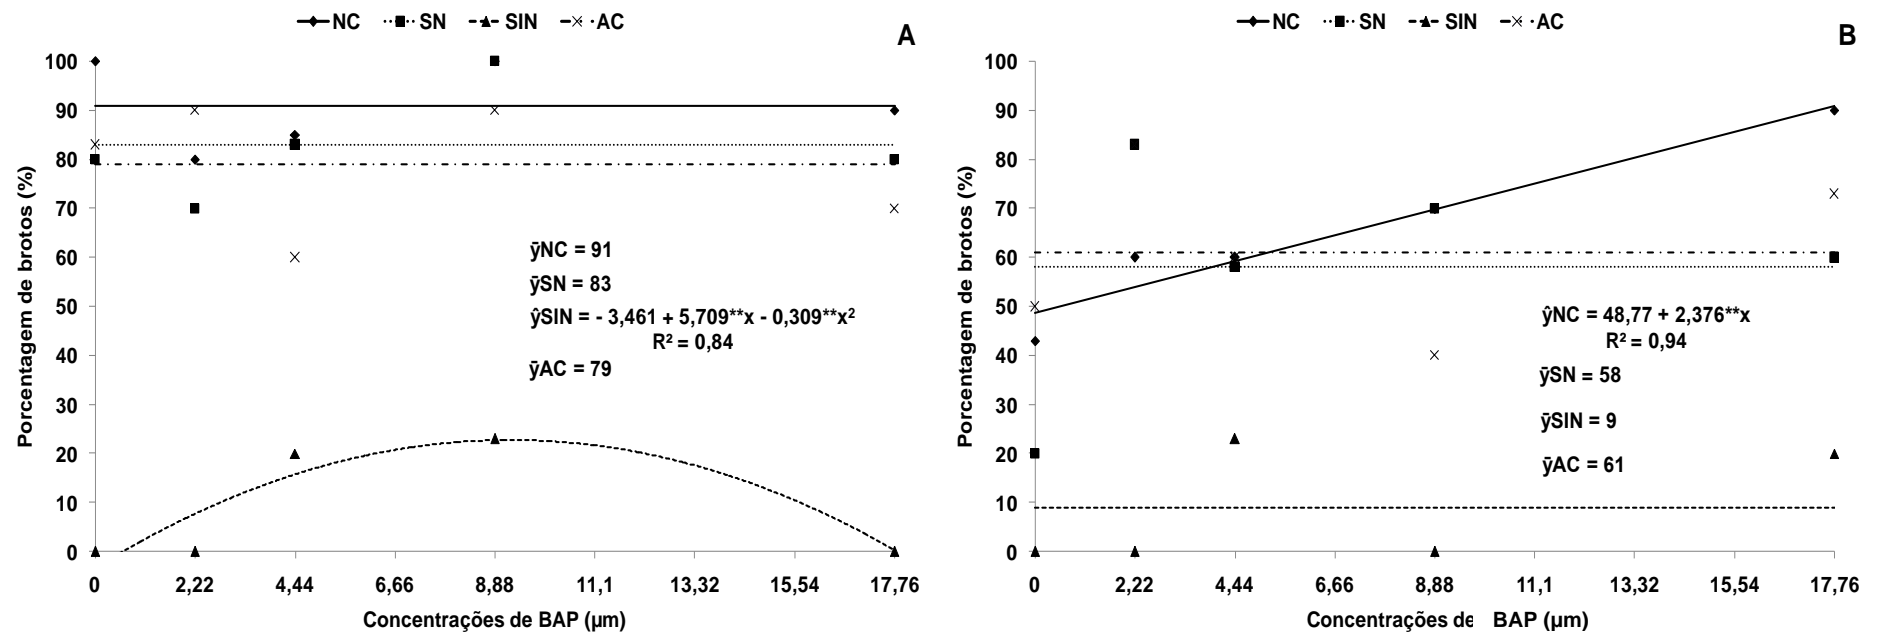 NC SN SIN AC
A
100
90
80
70
60
50
40
30
20
10
0
Porcentagem de brotos (%)
ȳNC = 91
ȳSN = 83
ŷSIN = - 3,461 + 5,709**x - 0,309**x²
R² = 0,84
ȳAC = 79
0 2,22 4,44 6,66 8,88 11,1 13,32 15,54 17,76
Concentrações de BAP (µm)
NC SN SIN AC
B
100
90
80
70
60
50
40
30
20
10
0
Porcentagem de brotos (%)
ŷNC = 48,77 + 2,376**x
R² = 0,94
ȳSN = 58
ȳSIN = 9
ȳAC = 61
0 2,22 4,44 6,66 8,88 11,1 13,32 15,54 17,76
Concentrações de BAP (µm)